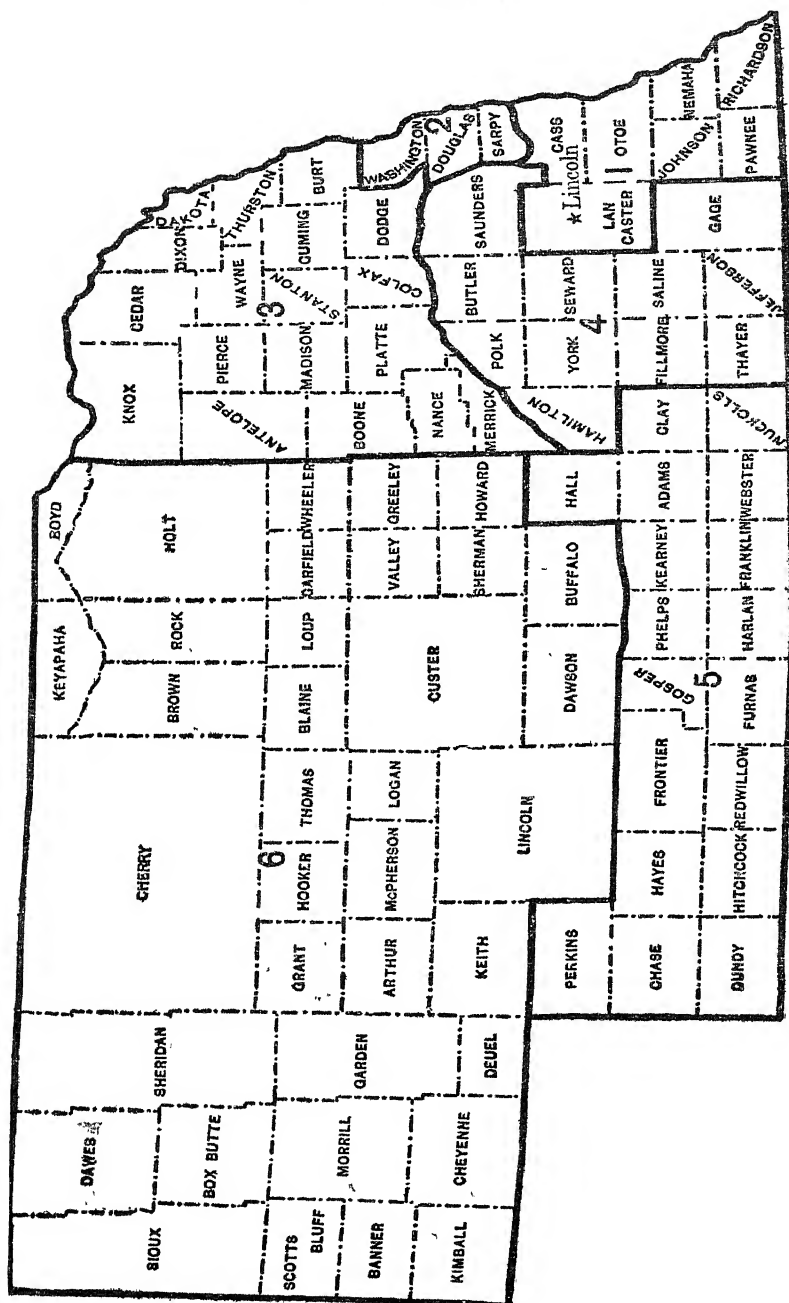 SIOUX
DAWES
BOX BUTTE
SHERIDAN
SCOTTS
BLUFF
BANNER
KIMBALL
MORRILL
CHEYENNE
GARDEN
DEUEL
CHERRY
KEYAPAHA
BOYD
BROWN
ROCK
HOLT
GRANT
HOOKER
6
THOMAS
BLAINE
LOUP
GARFIELD
WHEELER
ARTHUR
McPHERSON
LOGAN
CUSTER
VALLEY
GREELEY
KEITH
LINCOLN
SHERMAN
HOWARD
PERKINS
DAWSON
BUFFALO
HALL
CHASE
HAYES
FRONTIER
GOSPER
PHELPS
KEARNEY
ADAMS
CLAY
DUNDY
HITCHCOCK
REDWILLOW
FURNAS
5
HARLAN
FRANKLIN
WEBSTER
NUCKOLLS
KNOX
CEDAR
DIXON
DAK
OTA
ANTELOPE
PIERCE
WAYNE
THURSTON
BOONE
MADISON
3
STANTON
CUMING
BURT
NANCE
PLATTE
COLFAX
DODGE
WASHINGTON
MERRICK
POLK
BUTLER
SAUNDERS
DOUGLAS
2
SARPY
HAMILTON
YORK
4
SEWARD
★ Lincoln
LAN
CASTER
CASS
OTOE
1
FILLMORE
SALINE
GAGE
JOHNSON
NEMAHA
THAYER
JEFFERSON
PAWNEE
RICHARDSON